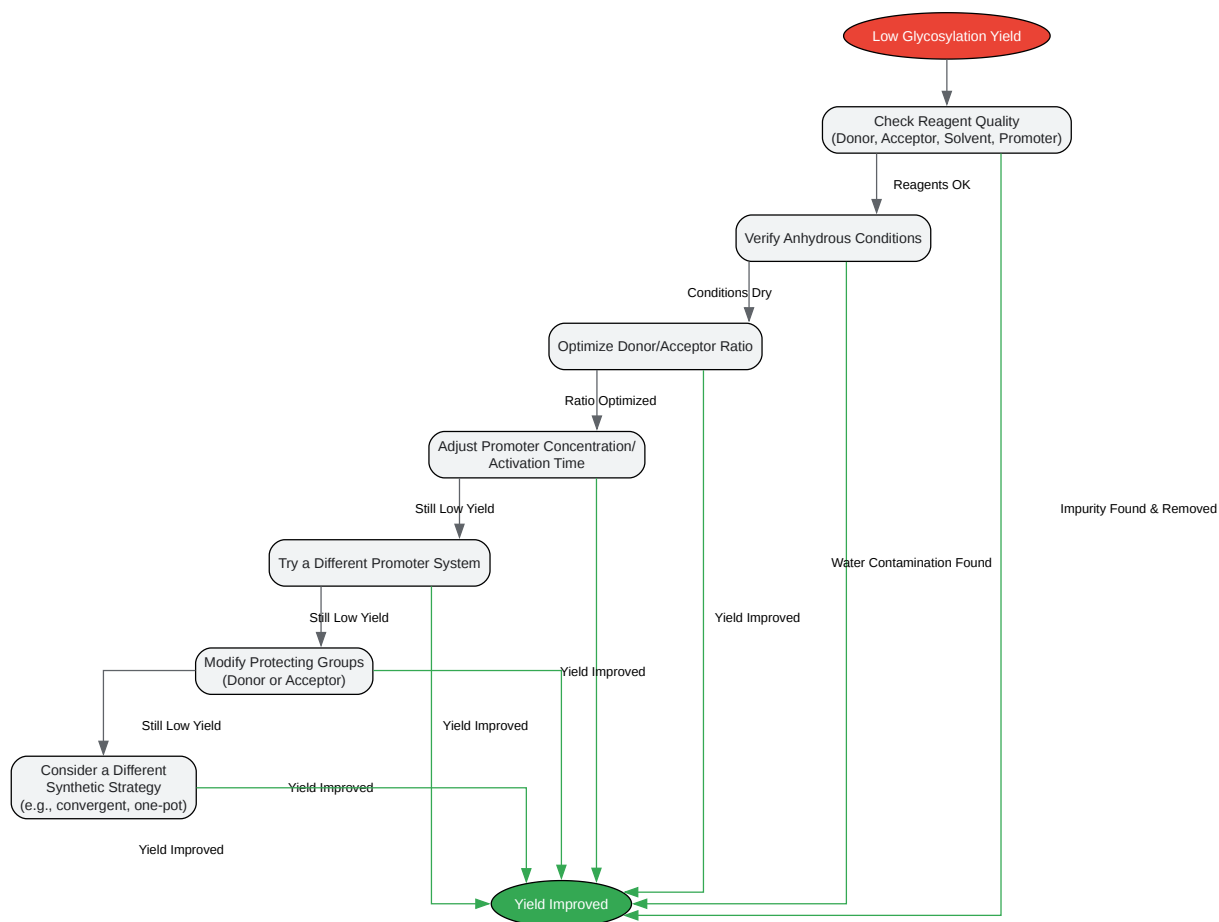 Low Glycosylation Yield
Check Reagent Quality
(Donor, Acceptor, Solvent, Promoter)
Reagents OK
Verify Anhydrous Conditions
Conditions Dry
Optimize Donor/Acceptor Ratio
Ratio Optimized
Adjust Promoter Concentration/
Activation Time
Still Low Yield
Impurity Found & Removed
Try a Different Promoter System
Water Contamination Found
Still Low Yield
Yield Improved
Modify Protecting Groups
(Donor or Acceptor)
Yield Improved
Still Low Yield
Yield Improved
Consider a Different
Synthetic Strategy
(e.g., convergent, one-pot)
Yield Improved
Yield Improved
Yield Improved